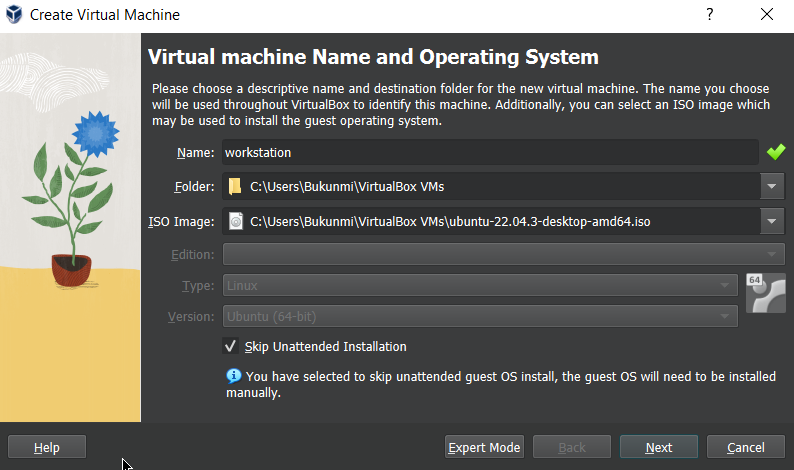 Create Virtual Machine
?
Virtual machine Name and Operating System
Please choose a descriptive name and destination folder for the new virtual machine. The name you choose
will be used throughout VirtualBox to identify this machine. Additionally, you can select an ISO image which
may be used to install the guest operating system.
Name: workstation
Folder: C:\Users\Bukunmi\VirtualBox VMs
ISO Image: C:\Users\Bukunmi\VirtualBox VMs\ubuntu-22.04.3-desktop-amd64.iso
Edition:
Type: Linux
64
Version: Ubuntu (64-bit)
Skip Unattended Installation
You have selected to skip unattended guest OS install, the guest OS will need to be installed
manually.
Help Expert Mode Back Next Cancel